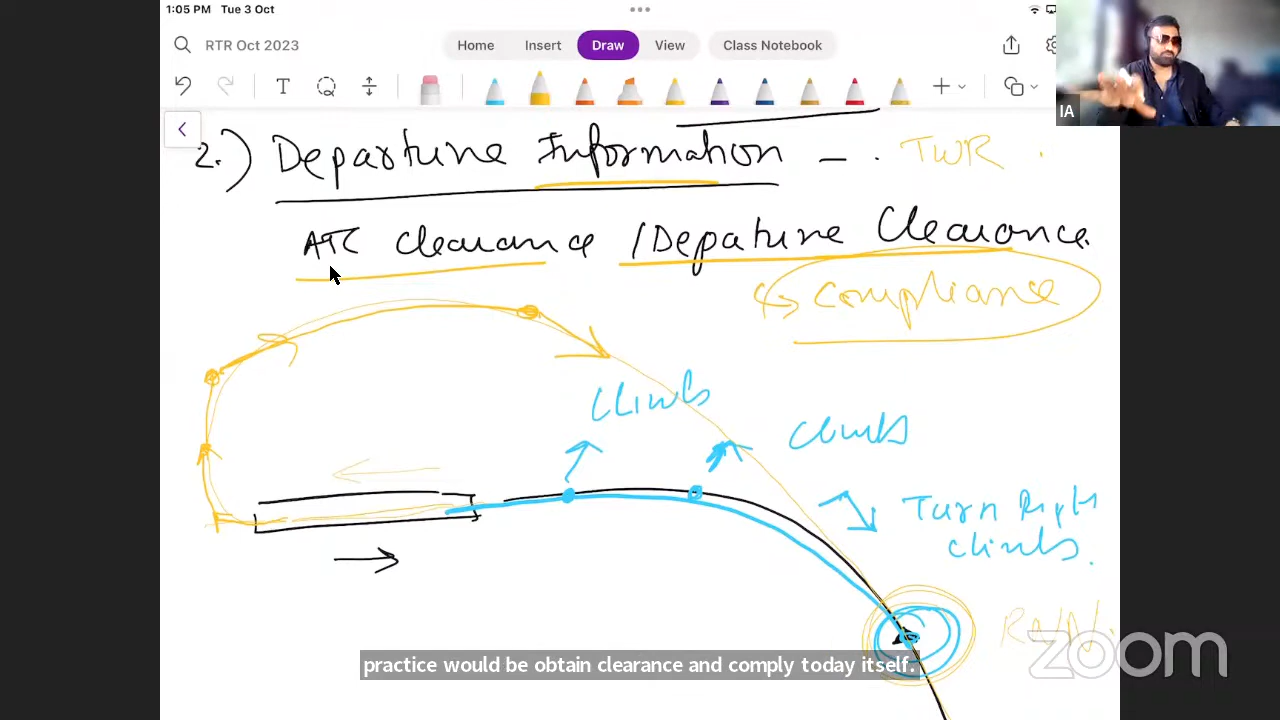 1:05 PM Tue 3 Oct
RTR Oct 2023
Home Insert Draw View Class Notebook
IA
2.) Departure Information - . TWR .
ATC Clearance / Depature Clearance.
Compliance
Climb
Climb
Turn Right
Climb.
zoom
practice would be obtain clearance and comply today itself.